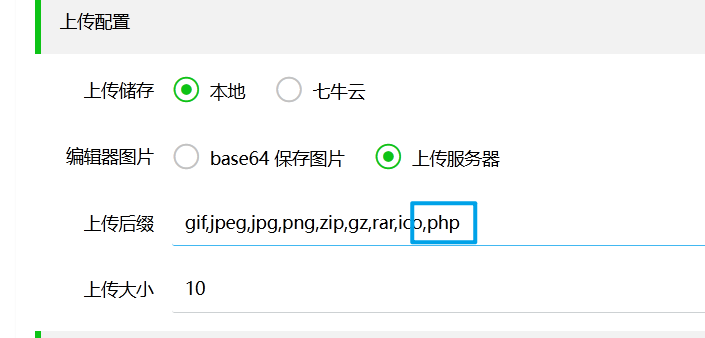 上传配置
上传储存 本地 七牛云
编辑器图片 base64 保存图片 上传服务器
上传后缀 gif,jpeg,jpg,png,zip,gz,rar,ico,php
上传大小 10